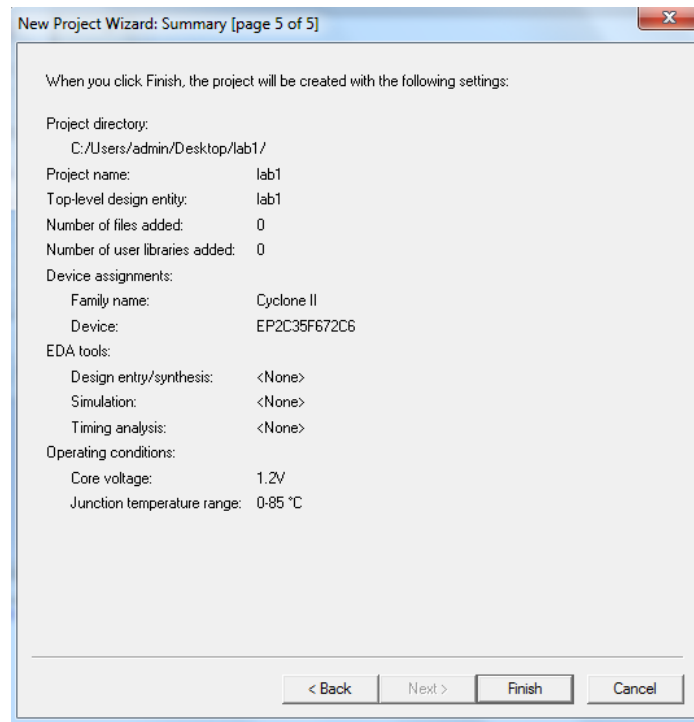 New Project Wizard: Summary [page 5 of 5]
x
When you click Finish, the project will be created with the following settings:
Project directory:
C:/Users/admin/Desktop/lab1/
Project name: lab1
Top-level design entity: lab1
Number of files added: 0
Number of user libraries added: 0
Device assignments:
Family name: Cyclone II
Device: EP2C35F672C6
EDA tools:
Design entry/synthesis: <None>
Simulation: <None>
Timing analysis: <None>
Operating conditions:
Core voltage: 1.2V
Junction temperature range: 0-85 °C
< Back Next > Finish Cancel